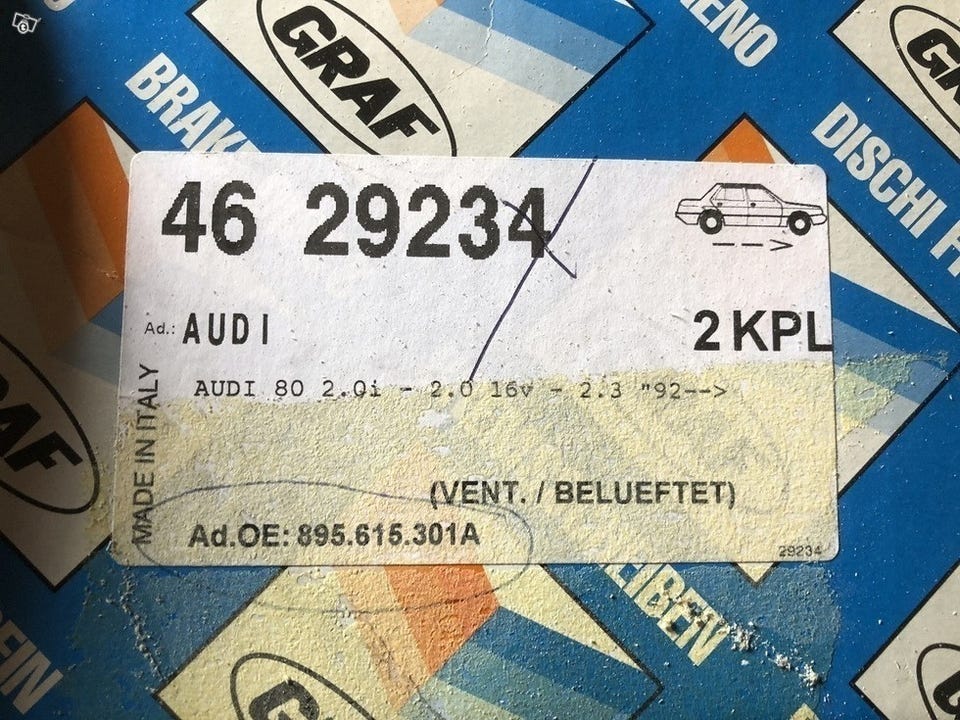 GRAF
BRAKE
DISCHI
46 29234
Ad.: AUDI
2 KPL
AUDI 80 2.0i - 2.0 16v - 2.3 "92-->
MADE IN ITALY
(VENT. / BELUEFTET)
Ad.OE: 895.615.301A
29234